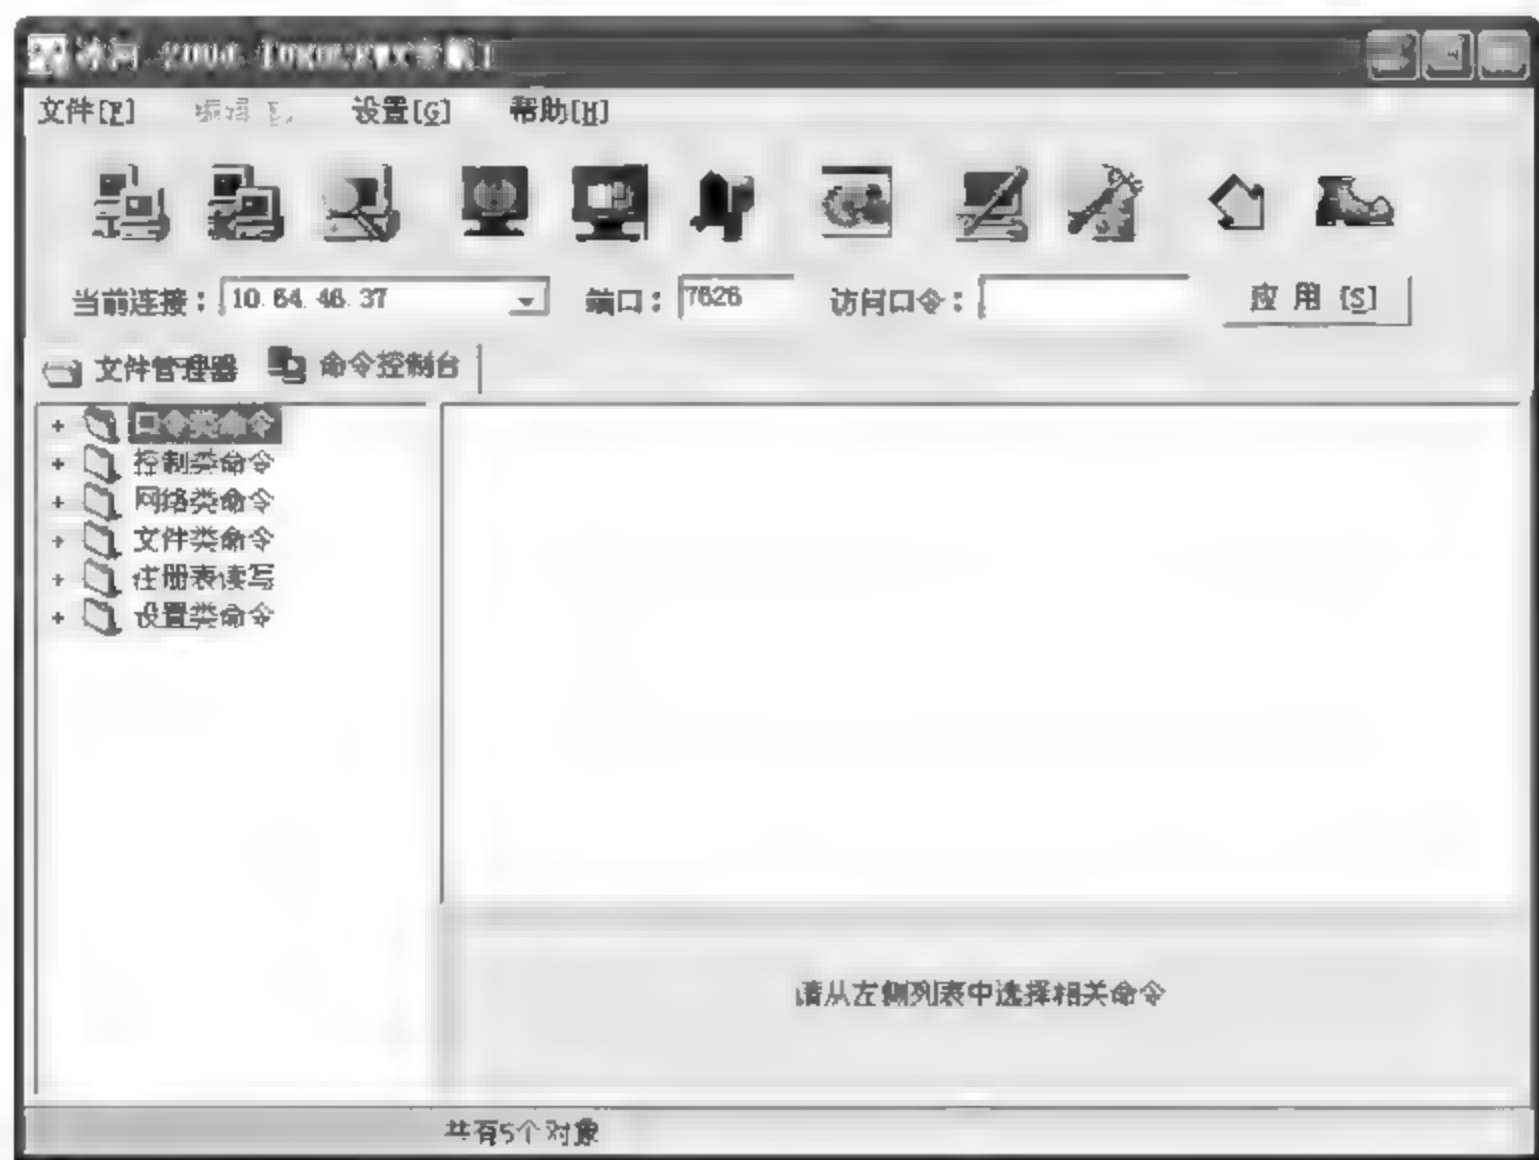 冰河
文件[F] 编辑[E] 设置[G] 帮助[H]
当前连接： 10.64.46.37 端口： 7626 访问口令： 应 用 [S]
文件管理器 命令控制台
口令类命令
控制类命令
网络类命令
文件类命令
注册表读写
设置类命令
请从左侧列表中选择相关命令
共有5个对象